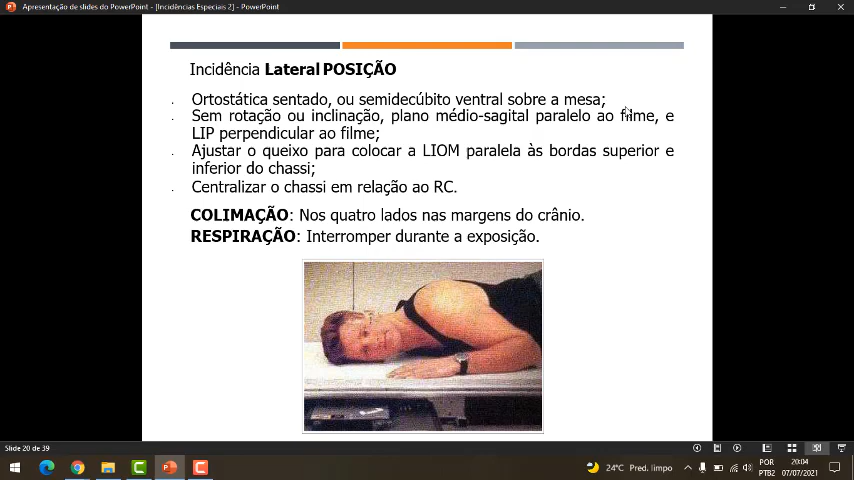 Apresentação de slides do PowerPoint - [Incidências Especiais 2] - PowerPoint
Incidência Lateral POSIÇÃO
Ortostática sentado, ou semidecúbito ventral sobre a mesa;
Sem rotação ou inclinação, plano médio-sagital paralelo ao filme, e
LIP perpendicular ao filme;
Ajustar o queixo para colocar a LIOM paralela às bordas superior e
inferior do chassi;
Centralizar o chassi em relação ao RC.
COLIMAÇÃO: Nos quatro lados nas margens do crânio.
RESPIRAÇÃO: Interromper durante a exposição.
Slide 20 de 39
24°C Pred. limpo
POR
PTB2
20:04
07/07/2021